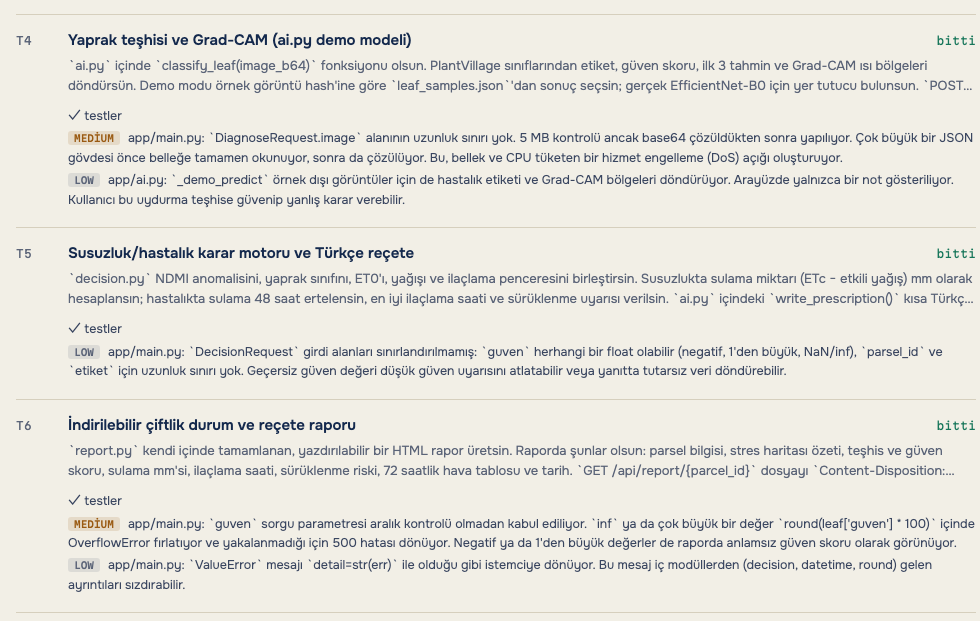 T4 Yaprak teşhisi ve Grad-CAM (ai.py demo modeli) bitti
`ai.py` içinde `classify_leaf(image_b64)` fonksiyonu olsun. PlantVillage sınıflarından etiket, güven skoru, ilk 3 tahmin ve Grad-CAM ısı bölgeleri
döndürsün. Demo modu örnek görüntü hash'ine göre `leaf_samples.json`'dan sonuç seçsin; gerçek EfficientNet-B0 için yer tutucu bulunsun. `POST…
✓ testler
MEDİUM app/main.py: `DiagnoseRequest.image` alanının uzunluk sınırı yok. 5 MB kontrolü ancak base64 çözüldükten sonra yapılıyor. Çok büyük bir JSON
gövdesi önce belleğe tamamen okunuyor, sonra da çözülüyor. Bu, bellek ve CPU tüketen bir hizmet engelleme (DoS) açığı oluşturuyor.
LOW app/ai.py: `_demo_predict` örnek dışı görüntüler için de hastalık etiketi ve Grad-CAM bölgeleri döndürüyor. Arayüzde yalnızca bir not gösteriliyor.
Kullanıcı bu uydurma teşhise güvenip yanlış karar verebilir.
T5 Susuzluk/hastalık karar motoru ve Türkçe reçete bitti
`decision.py` NDMI anomalisini, yaprak sınıfını, ET0'ı, yağışı ve ilaçlama penceresini birleştirsin. Susuzlukta sulama miktarı (ETc − etkili yağış) mm olarak
hesaplansın; hastalıkta sulama 48 saat ertelensin, en iyi ilaçlama saati ve sürüklenme uyarısı verilsin. `ai.py` içindeki `write_prescription()` kısa Türkç…
✓ testler
LOW app/main.py: `DecisionRequest` girdi alanları sınırlandırılmamış: `guven` herhangi bir float olabilir (negatif, 1'den büyük, NaN/inf), `parsel_id` ve
`etiket` için uzunluk sınırı yok. Geçersiz güven değeri düşük güven uyarısını atlatabilir veya yanıtta tutarsız veri döndürebilir.
T6 İndirilebilir çiftlik durum ve reçete raporu bitti
`report.py` kendi içinde tamamlanan, yazdırılabilir bir HTML rapor üretsin. Raporda şunlar olsun: parsel bilgisi, stres haritası özeti, teşhis ve güven
skoru, sulama mm'si, ilaçlama saati, sürüklenme riski, 72 saatlik hava tablosu ve tarih. `GET /api/report/{parcel_id}` dosyayı `Content-Disposition:…
✓ testler
MEDİUM app/main.py: `guven` sorgu parametresi aralık kontrolü olmadan kabul ediliyor. `inf` ya da çok büyük bir değer `round(leaf['guven'] * 100)` içinde
OverflowError fırlatıyor ve yakalanmadığı için 500 hatası dönüyor. Negatif ya da 1'den büyük değerler de raporda anlamsız güven skoru olarak görünüyor.
LOW app/main.py: `ValueError` mesajı `detail=str(err)` ile olduğu gibi istemciye dönüyor. Bu mesaj iç modüllerden (decision, datetime, round) gelen
ayrıntıları sızdırabilir.